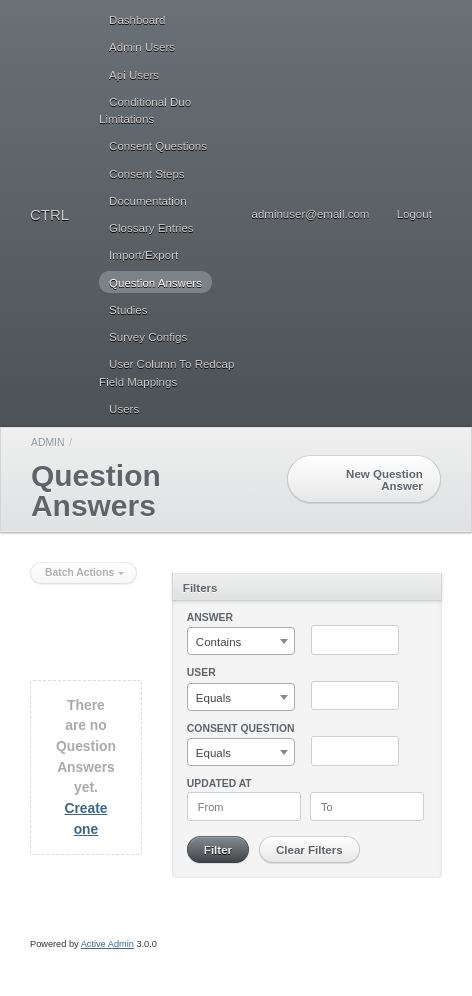 Dashboard
Admin Users
Api Users
Conditional Duo
Limitations
Consent Questions
Consent Steps
Documentation
CTRL
adminuser@email.com
Logout
Glossary Entries
Import/Export
Question Answers
Studies
Survey Configs
User Column To Redcap
Field Mappings
Users
ADMIN /
Question
Answers
New Question
Answer
Batch Actions
There
are no
Question
Answers
yet.
Create
one
Filters
ANSWER
Contains
USER
Equals
CONSENT QUESTION
Equals
UPDATED AT
From To
Filter Clear Filters
Powered by Active Admin 3.0.0